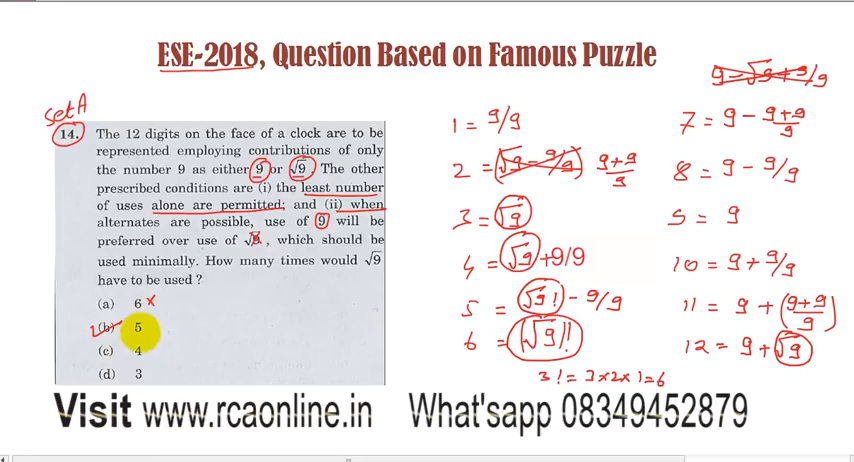 ESE-2018, Question Based on Famous Puzzle
Set A
14. The 12 digits on the face of a clock are to be
represented employing contributions of only
the number 9 as either 9 or √9. The other
prescribed conditions are (i) the least number
of uses alone are permitted; and (ii) when
alternates are possible, use of 9 will be
preferred over use of √9, which should be
used minimally. How many times would √9
have to be used ?
(a) 6 ×
(b) 5
(c) 4
(d) 3
1 = 9/9
2 = (√9 - 9/9) (9+9)/9
3 = √9
4 = √9 + 9/9
5 = √9! - 9/9
6 = (√9)!!
3! = 3×2×1=6
9 - √9 + 9/9
7 = 9 - (9+9)/9
8 = 9 - 9/9
9 = 9
10 = 9 + 9/9
11 = 9 + ((9+9)/9)
12 = 9 + √9
Visit www.rcaonline.in What'sapp 08349452879